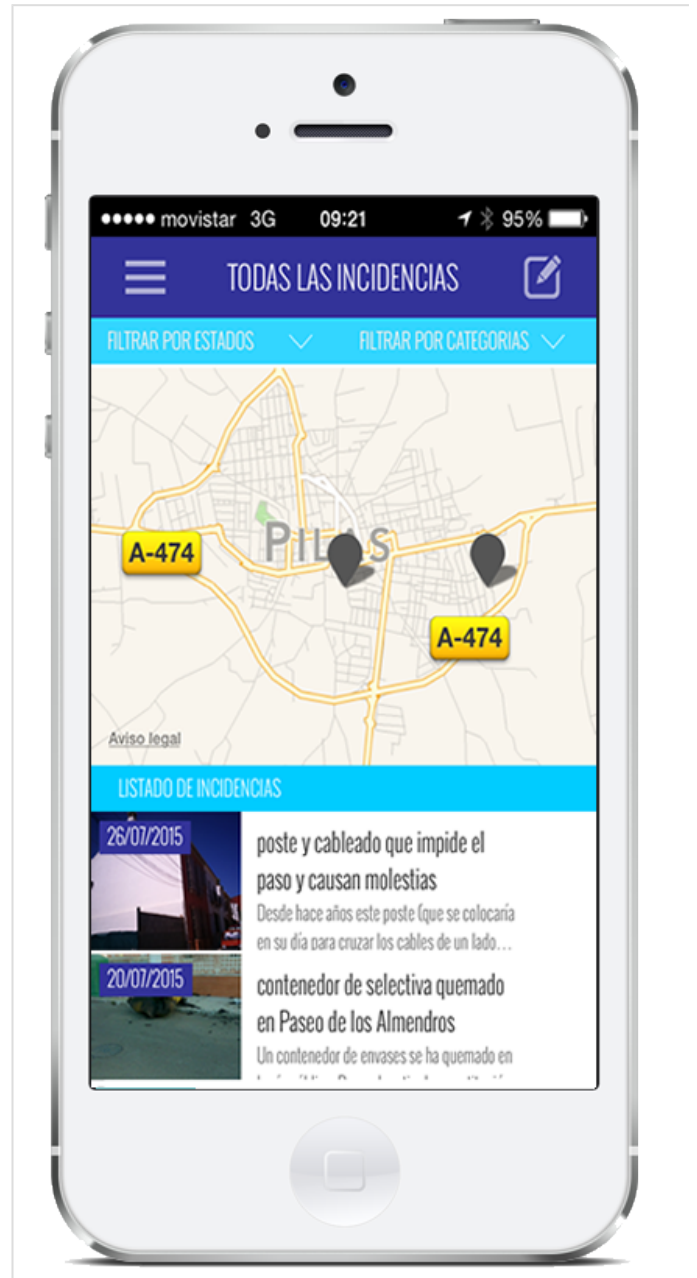 movistar 3G 09:21 95%
TODAS LAS INCIDENCIAS
FILTRAR POR ESTADOS FILTRAR POR CATEGORIAS
PILAS
A-474
A-474
Aviso legal
LISTADO DE INCIDENCIAS
26/07/2015
poste y cableado que impide el
paso y causan molestias
Desde hace años este poste (que se colocaría
en su día para cruzar los cables de un lado...
20/07/2015
contenedor de selectiva quemado
en Paseo de los Almendros
Un contenedor de envases se ha quemado en